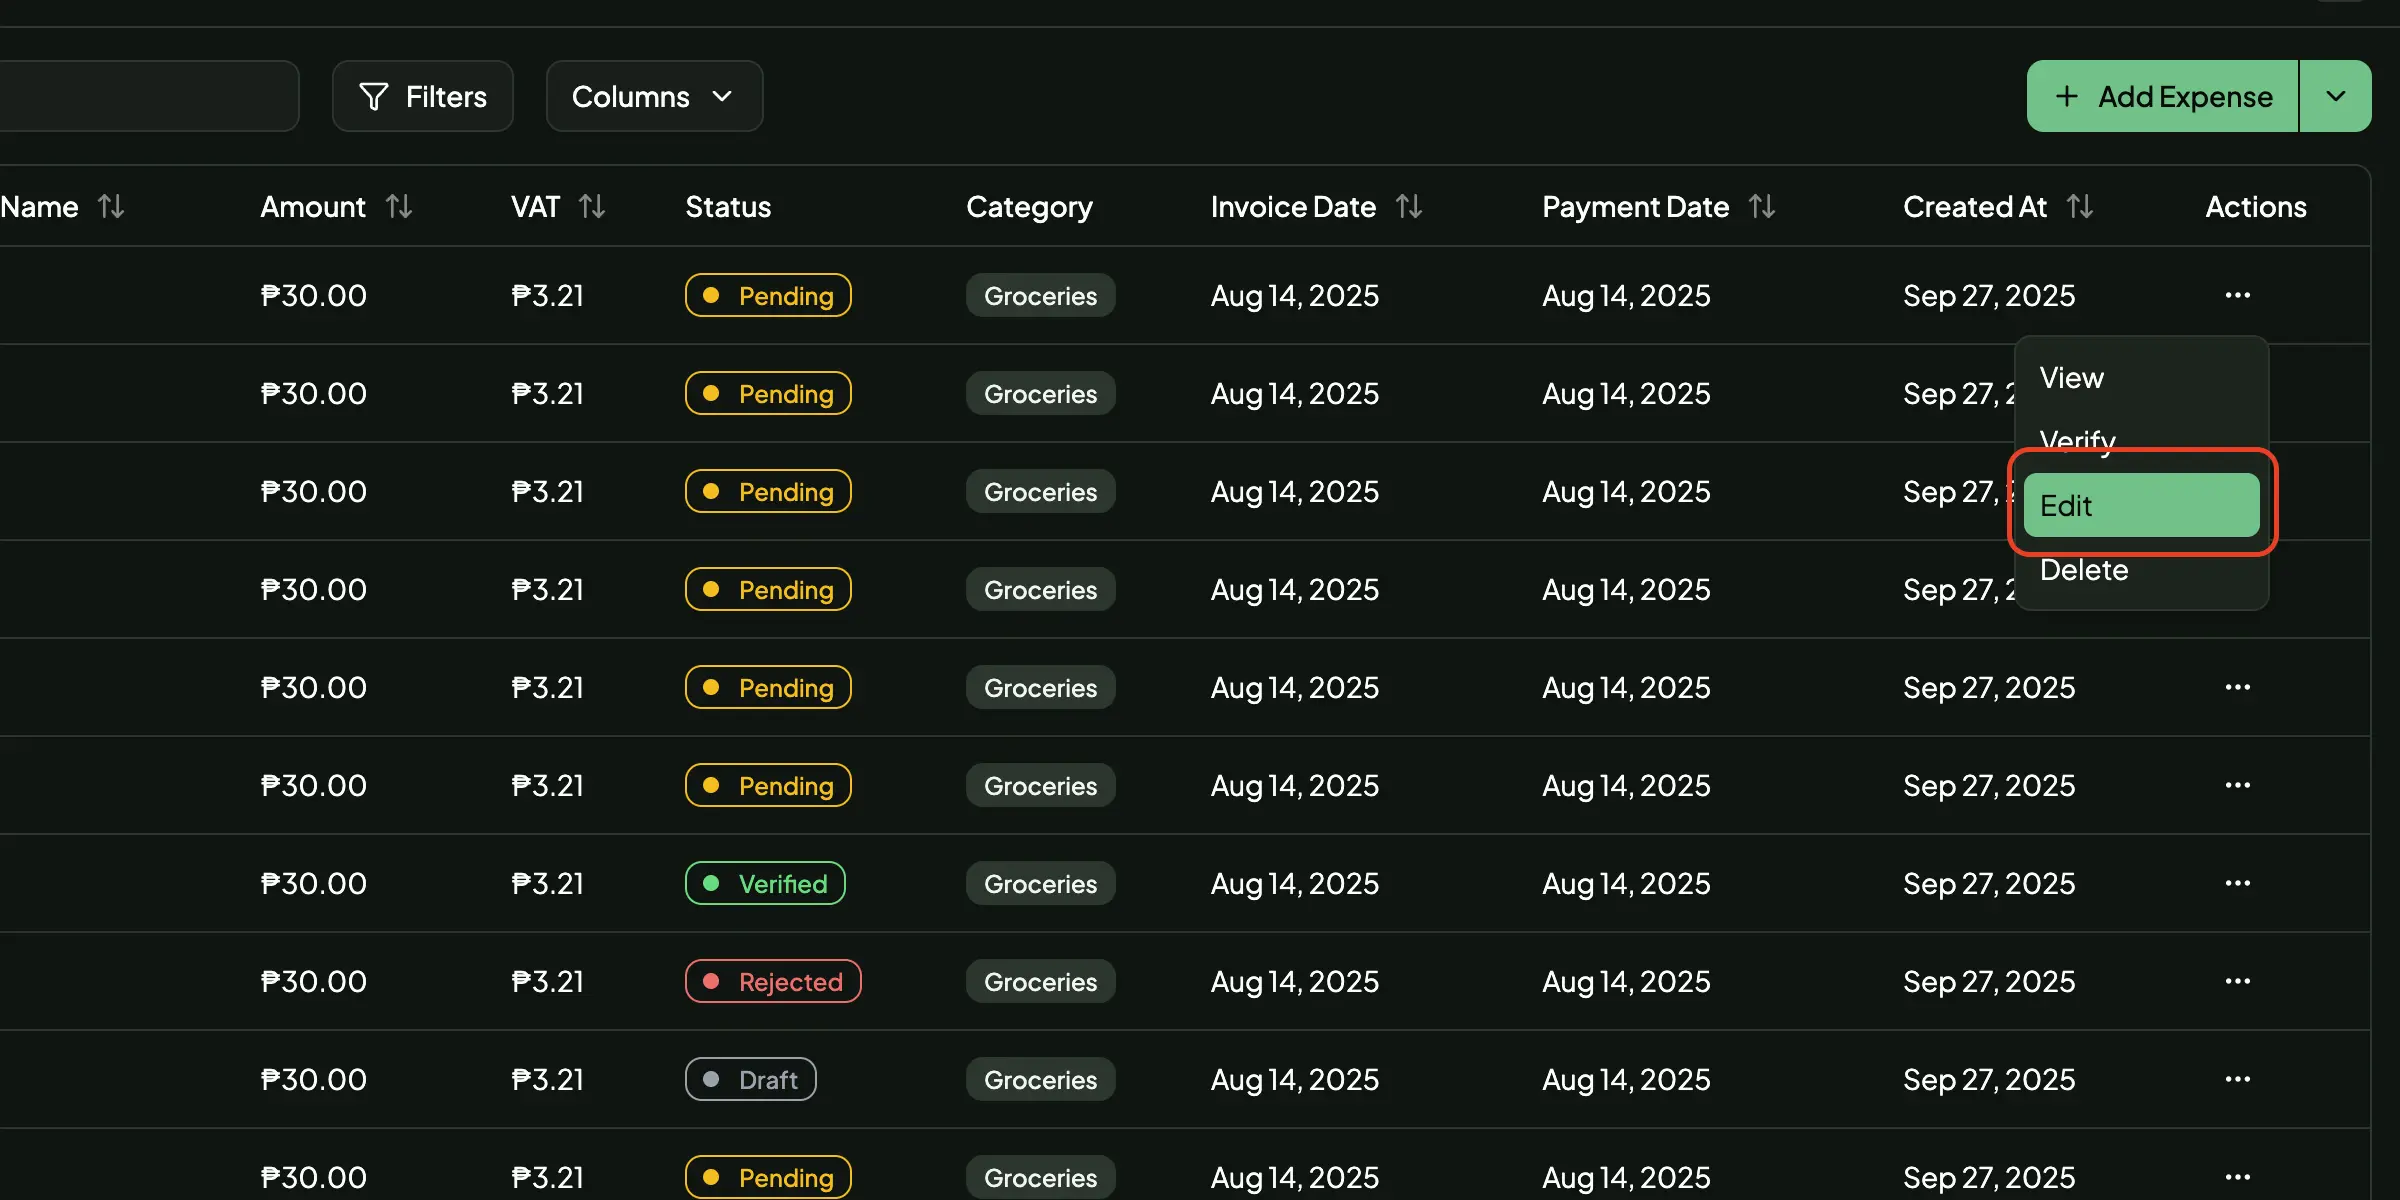 Filters Columns Add Expense
Name Amount VAT Status Category Invoice Date Payment Date Created At Actions
₱30.00 ₱3.21 Pending Groceries Aug 14, 2025 Aug 14, 2025 Sep 27, 2025 ...
View
₱30.00 ₱3.21 Pending Groceries Aug 14, 2025 Aug 14, 2025 Sep 27,
Verify
₱30.00 ₱3.21 Pending Groceries Aug 14, 2025 Aug 14, 2025 Sep 27,
Edit
Delete
₱30.00 ₱3.21 Pending Groceries Aug 14, 2025 Aug 14, 2025 Sep 27,
₱30.00 ₱3.21 Pending Groceries Aug 14, 2025 Aug 14, 2025 Sep 27, 2025 ...
₱30.00 ₱3.21 Pending Groceries Aug 14, 2025 Aug 14, 2025 Sep 27, 2025 ...
₱30.00 ₱3.21 Verified Groceries Aug 14, 2025 Aug 14, 2025 Sep 27, 2025 ...
₱30.00 ₱3.21 Rejected Groceries Aug 14, 2025 Aug 14, 2025 Sep 27, 2025 ...
₱30.00 ₱3.21 Draft Groceries Aug 14, 2025 Aug 14, 2025 Sep 27, 2025 ...
₱30.00 ₱3.21 Pending Groceries Aug 14, 2025 Aug 14, 2025 Sep 27, 2025 ...